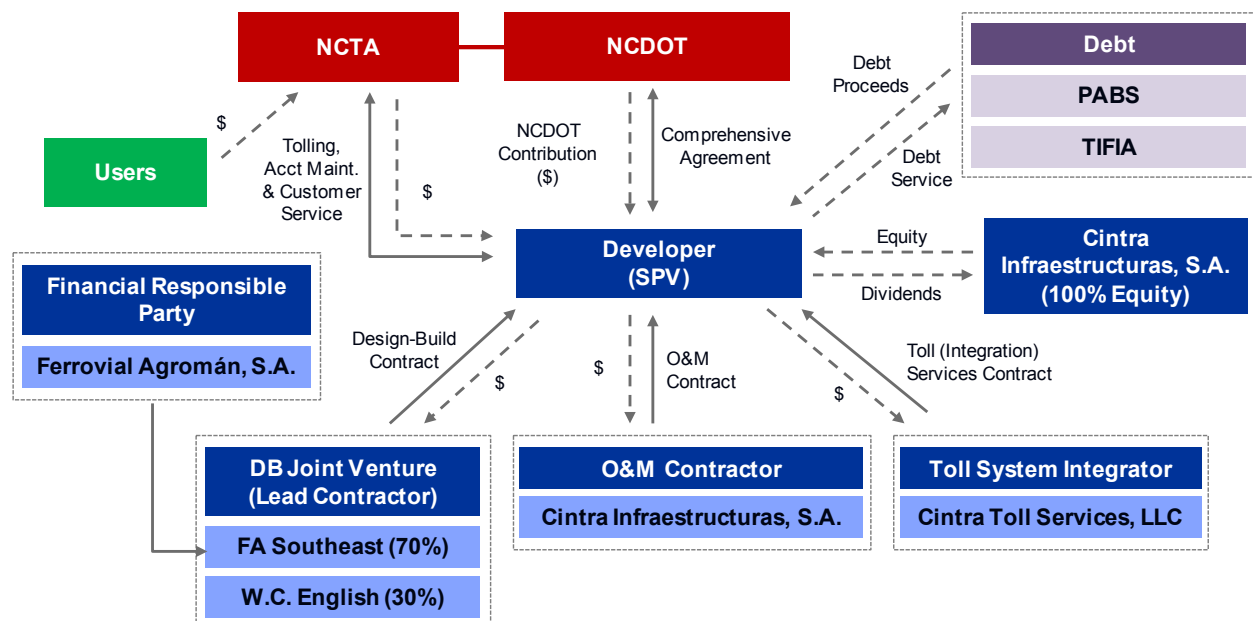 NCTA
NCDOT
Debt
PABS
TIFIA
Debt
Proceeds
Debt
Service
$
Users
Tolling,
Acct Maint.
& Customer
Service
$
NCDOT
Contribution
($)
Comprehensive
Agreement
Developer
(SPV)
Equity
Dividends
Cintra
Infraestructuras, S.A.
(100% Equity)
Financial Responsible
Party
Ferrovial Agromán, S.A.
Design-Build
Contract
$
$
O&M
Contract
Toll (Integration)
Services Contract
$
DB Joint Venture
(Lead Contractor)
FA Southeast (70%)
W.C. English (30%)
O&M Contractor
Cintra Infraestructuras, S.A.
Toll System Integrator
Cintra Toll Services, LLC